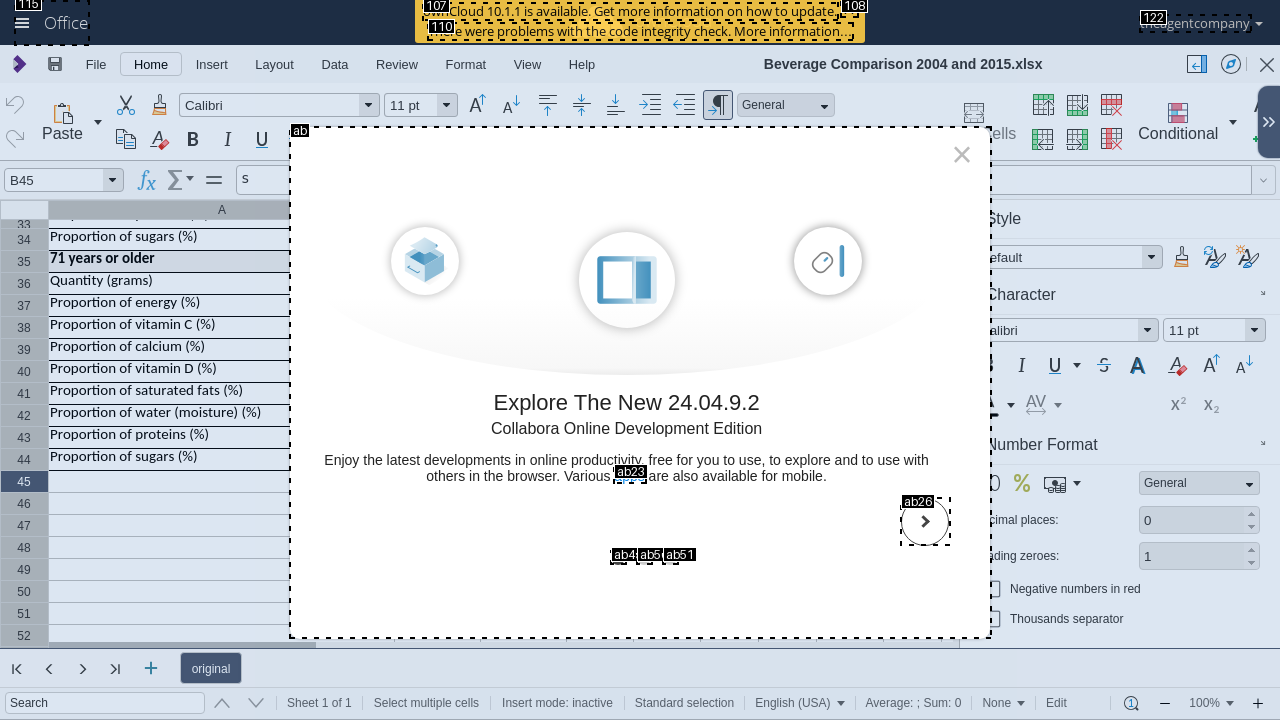 115
Office
107
108
Cloud 10.1.1 is available. Get more information on how to update.
110
were problems with the code integrity check. More information…
122
File
Home
Insert
Layout
Data
Review
Format
View
Help
Beverage Comparison 2004 and 2015.xlsx
Paste
Calibri
11 pt
General
Conditional
B I U
B45
s
ab
A
33
34 Proportion of sugars (%)
35 71 years or older
36 Quantity (grams)
37 Proportion of energy (%)
38 Proportion of vitamin C (%)
39 Proportion of calcium (%)
40 Proportion of vitamin D (%)
41 Proportion of saturated fats (%)
42 Proportion of water (moisture) (%)
43 Proportion of proteins (%)
44 Proportion of sugars (%)
45
46
47
48
49
50
51
52
Explore The New 24.04.9.2
Collabora Online Development Edition
Enjoy the latest developments in online productivity, free for you to use, to explore and to use with
others in the browser. Various
ab23
are also available for mobile.
ab26
ab51
Style
efault
Character
alibri
11 pt
I U S A
AV x² x₂
Number Format
0 %
General
cimal places:
0
ading zeroes:
1
Negative numbers in red
Thousands separator
original
Search
Sheet 1 of 1
Select multiple cells
Insert mode: inactive
Standard selection
English (USA)
Average: ; Sum: 0
None
Edit
100%